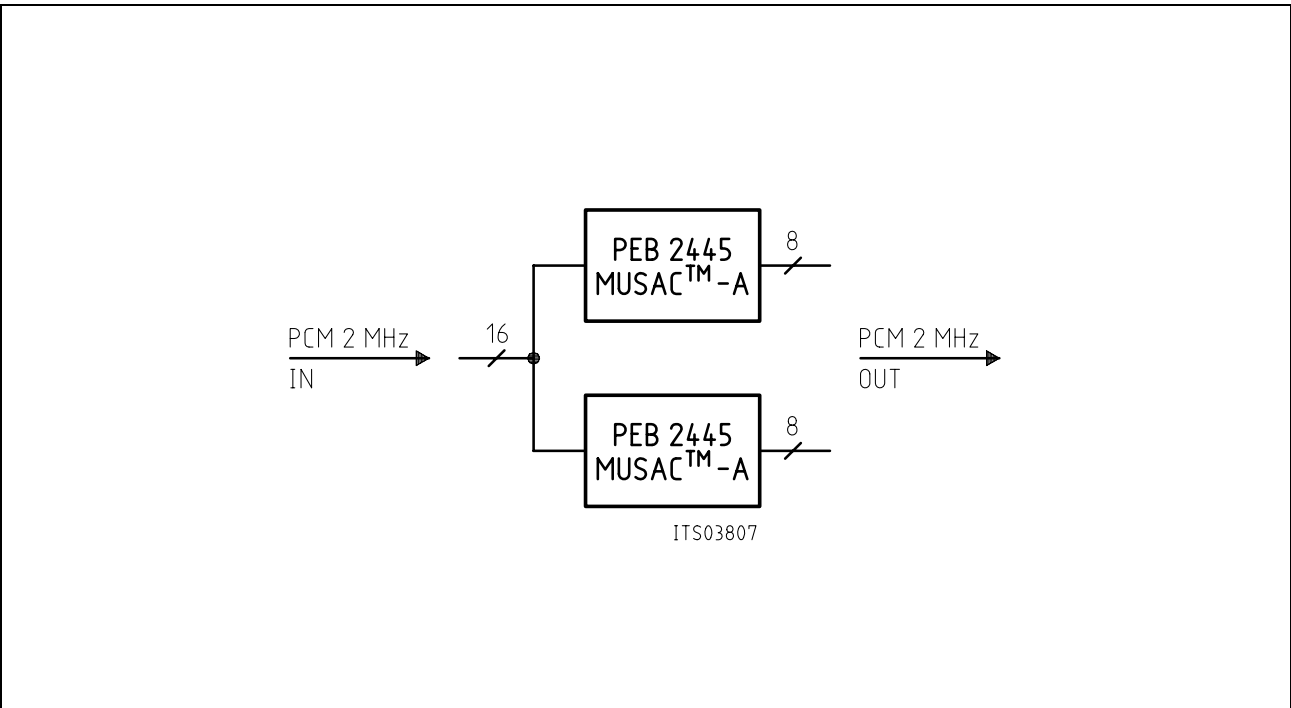 PEB 2445
MUSAC™-A
8
PCM 2 MHz
IN
16
PCM 2 MHz
OUT
PEB 2445
MUSAC™-A
8
ITS03807